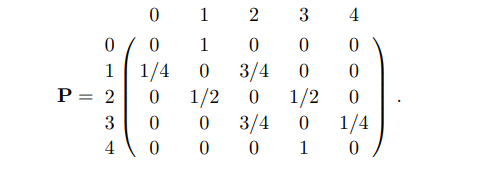 0 1 2 3 4
0 0 1 0 0 0
1 1/4 0 3/4 0 0
P = 2 0 1/2 0 1/2 0 .
3 0 0 3/4 0 1/4
4 0 0 0 1 0